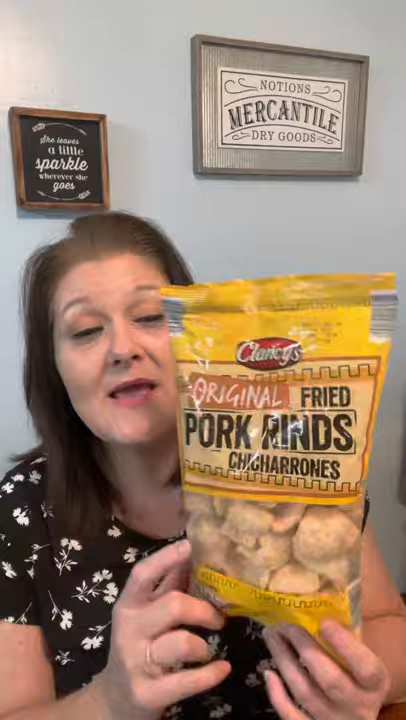 NOTIONS
MERCANTILE
DRY GOODS
She leaves
a little
sparkle
wherever she
goes
Clancy's
ORIGINAL FRIED
PORK RINDS
CHICHARRONES